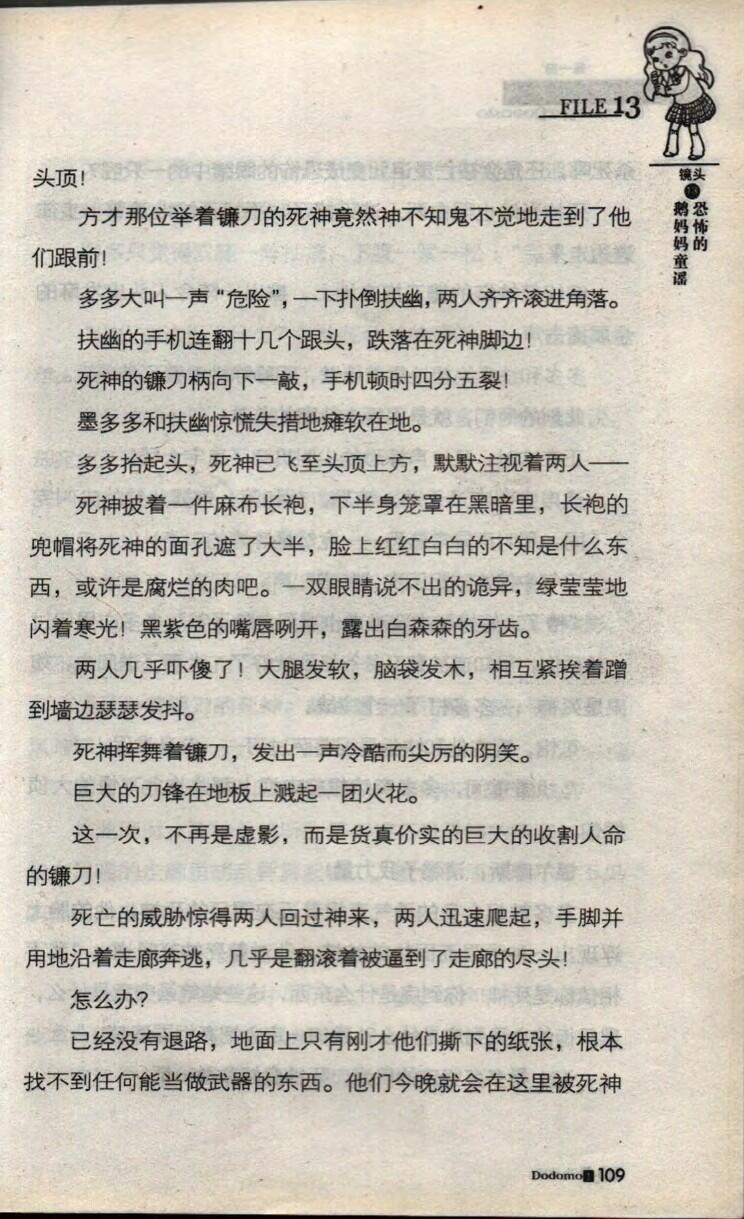 FILE 13
镜头
13
恐怖的
鹅妈妈童谣
头顶！
方才那位举着镰刀的死神竟然神不知鬼不觉地走到了他
们跟前！
多多大叫一声“危险”，一下扑倒扶幽，两人齐齐滚进角落。
扶幽的手机连翻十几个跟头，跌落在死神脚边！
死神的镰刀柄向下一敲，手机顿时四分五裂！
墨多多和扶幽惊慌失措地瘫软在地。
多多抬起头，死神已飞至头顶上方，默默注视着两人——
死神披着一件麻布长袍，下半身笼罩在黑暗里，长袍的
兜帽将死神的面孔遮了大半，脸上红红白白的不知是什么东
西，或许是腐烂的肉吧。一双眼睛说不出的诡异，绿莹莹地
闪着寒光！黑紫色的嘴唇咧开，露出白森森的牙齿。
两人几乎吓傻了！大腿发软，脑袋发木，相互紧挨着蹭
到墙边瑟瑟发抖。
死神挥舞着镰刀，发出一声冷酷而尖厉的阴笑。
巨大的刀锋在地板上溅起一团火花。
这一次，不再是虚影，而是货真价实的巨大的收割人命
的镰刀！
死亡的威胁惊得两人回过神来，两人迅速爬起，手脚并
用地沿着走廊奔逃，几乎是翻滚着被逼到了走廊的尽头！
怎么办？
已经没有退路，地面上只有刚才他们撕下的纸张，根本
找不到任何能当做武器的东西。他们今晚就会在这里被死神
Dodomo 1 109